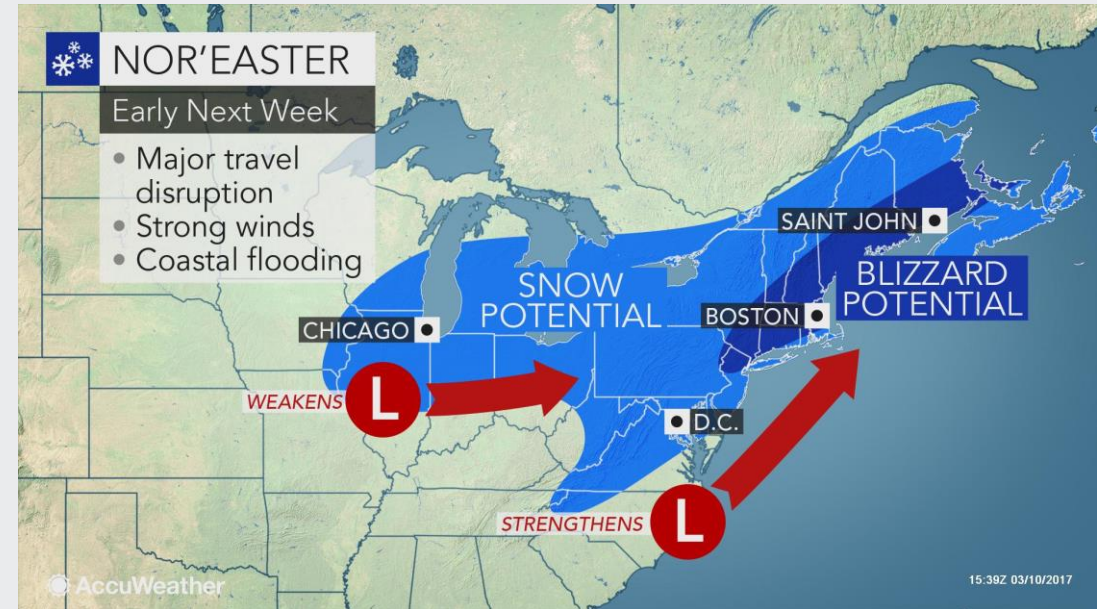 NOR'EASTER
Early Next Week
• Major travel
disruption
• Strong winds
• Coastal flooding
SAINT JOHN
BLIZZARD
POTENTIAL
SNOW
POTENTIAL
BOSTON
CHICAGO
WEAKENS
L
D.C.
STRENGTHENS
L
AccuWeather
15:39Z 03/10/2017